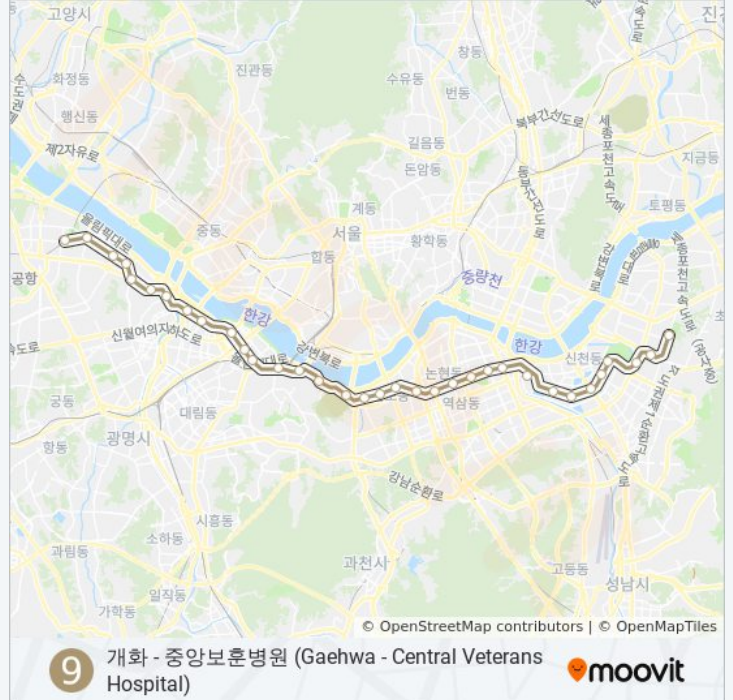 고양시
창동
진관동
수유동
화정동
번동
행신동
북부간선도로
길음동
제2자유로
지금동
돈암동
토평동
계동
올림픽대로
중동
서울
황학동
합동
공항
중랑천
한강
강변북로
신월여의지하도로
한강
신천동
논현동
궁동
대림동
역삼동
광명시
항동
강남순환로
시흥동
소하동
과림동
과천시
고등동
성남시
일직동
가학동
© OpenStreetMap contributors | © OpenMapTiles
9
개화 - 중앙보훈병원 (Gaehwa - Central Veterans
Hospital)
moovit